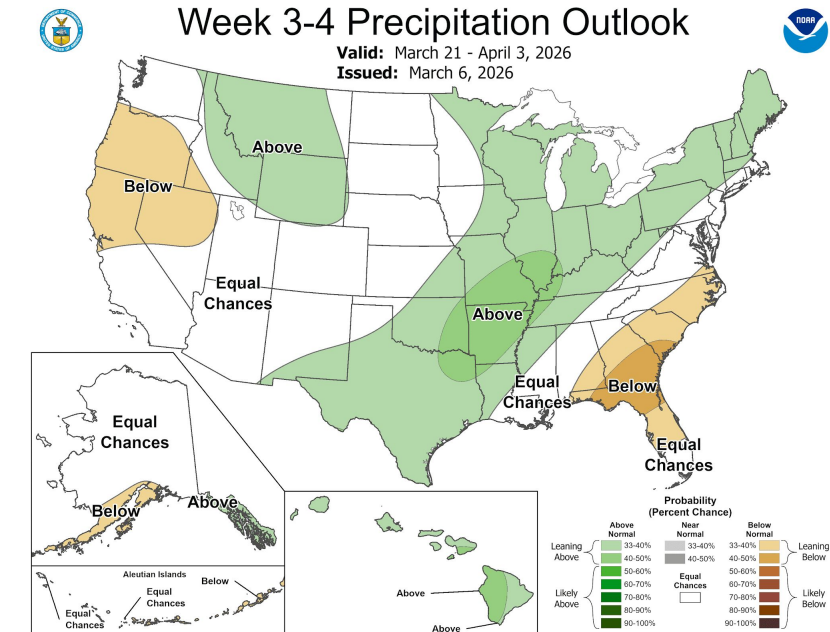 Week 3-4 Precipitation Outlook
Valid: March 21 - April 3, 2026
Issued: March 6, 2026
NOAA
Above
Below
Equal
Chances
Above
Equal
Chances
Below
Equal
Chances
Equal
Chances
Below
Above
Aleutian Islands
Below
Equal
Chances
Equal
Chances
Above
Above
Probability
(Percent Chance)
Above
Normal
Near
Normal
Below
Normal
Leaning
Above
33-40%
33-40%
33-40%
Leaning
Below
40-50%
40-50%
40-50%
Likely
Above
50-60%
Equal
Chances
50-60%
Likely
Below
60-70%
60-70%
70-80%
70-80%
80-90%
80-90%
90-100%
90-100%